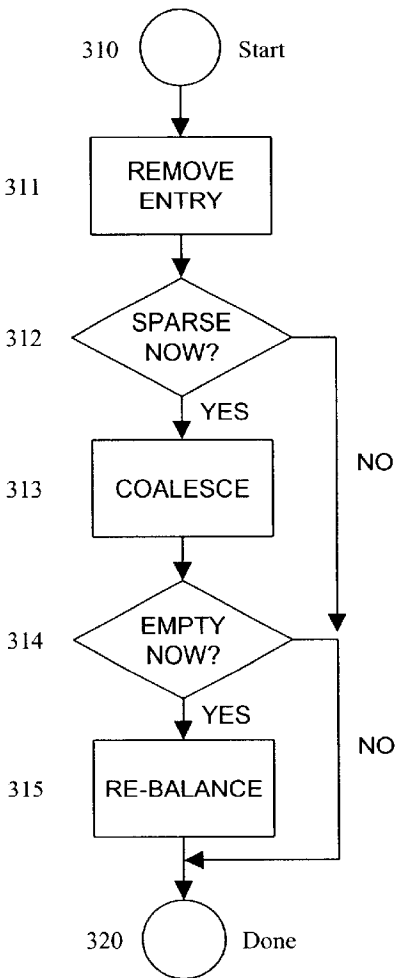 310 Start
311 REMOVE
ENTRY
312 SPARSE
NOW?
YES
313 COALESCE
NO
314 EMPTY
NOW?
YES
NO
315 RE-BALANCE
320 Done